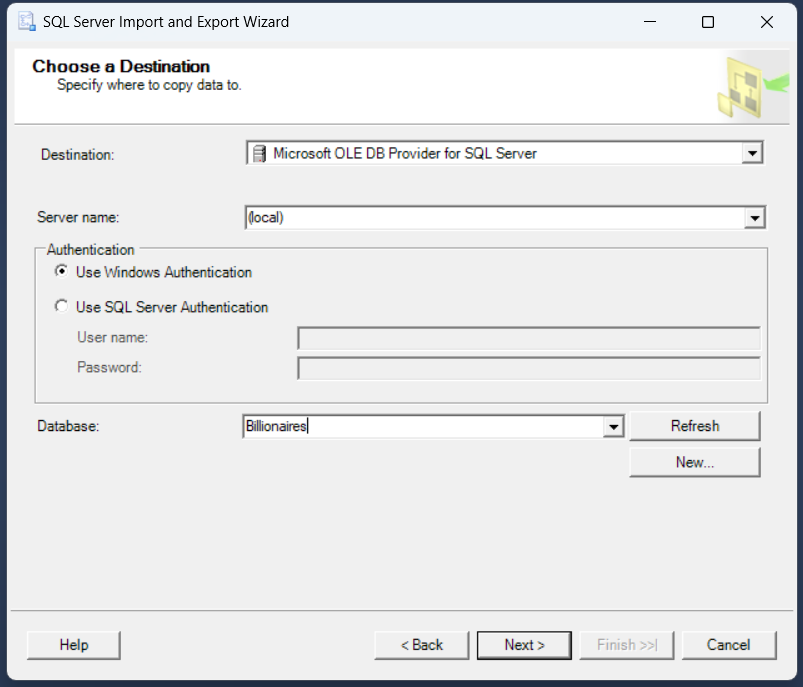 SQL Server Import and Export Wizard
Choose a Destination
Specify where to copy data to.
Destination:
Microsoft OLE DB Provider for SQL Server
Server name:
(local)
Authentication
Use Windows Authentication
Use SQL Server Authentication
User name:
Password:
Database:
Billionaires
Refresh
New...
Help
< Back
Next >
Finish >>|
Cancel